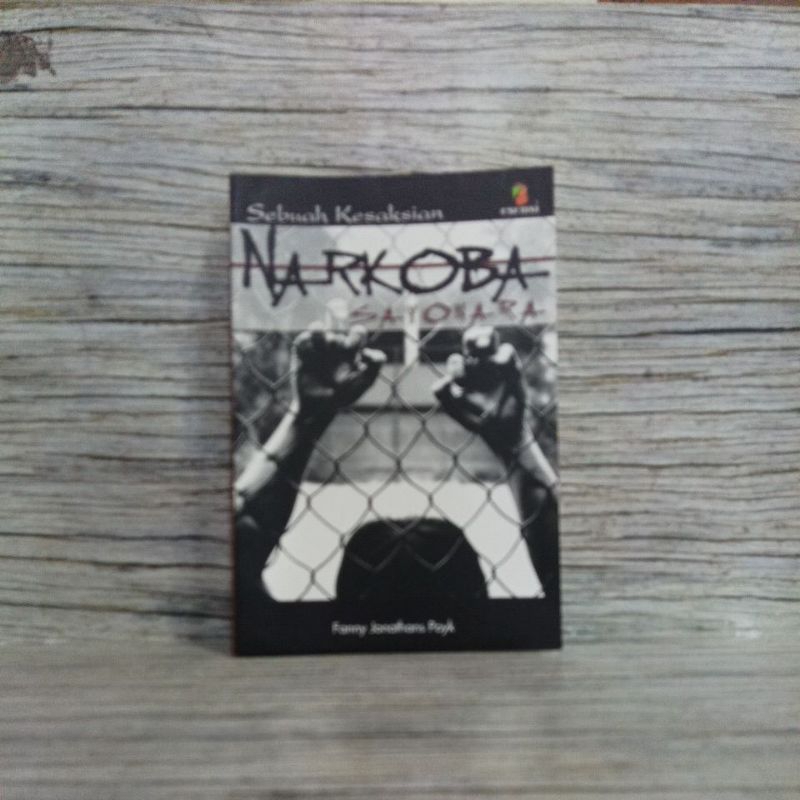 Sebuah Kesaksian
NARKOBA
SAYONARA
Fanny Jonathans Poyk